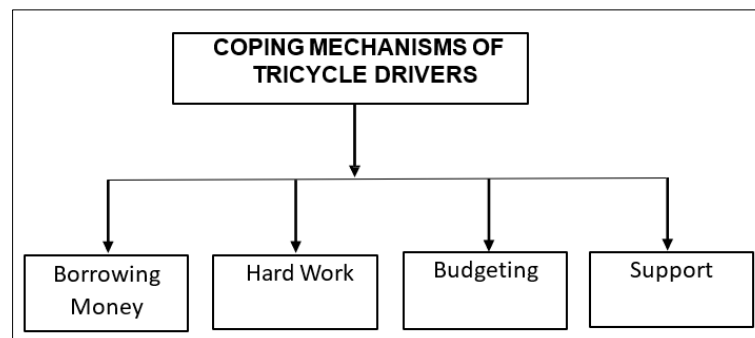 COPING MECHANISMS OF
TRICYCLE DRIVERS
Borrowing
Money
Hard Work
Budgeting
Support